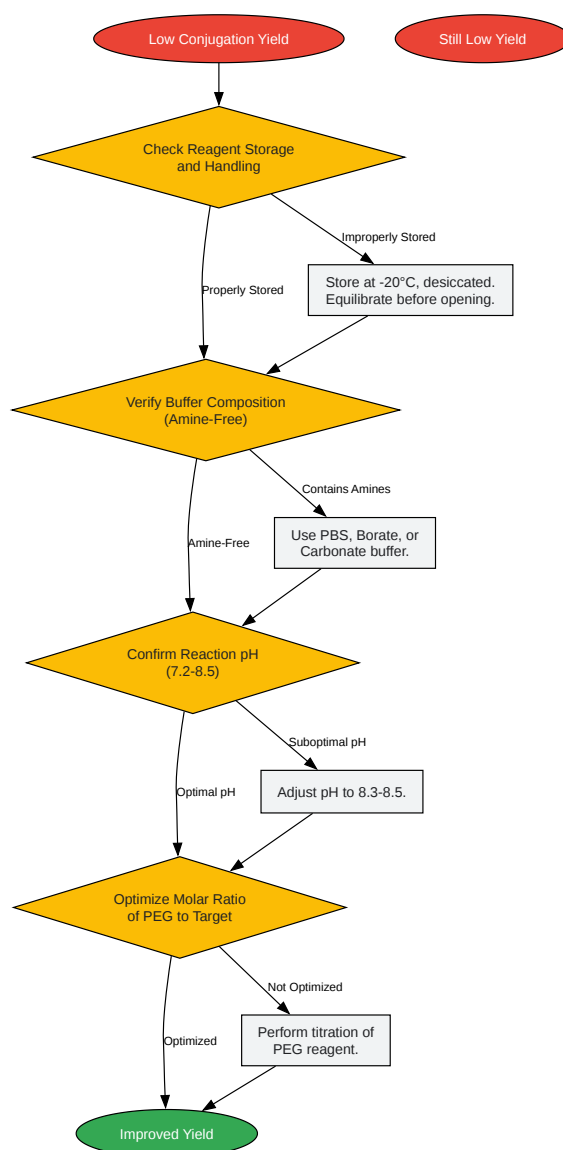 Low Conjugation Yield
Still Low Yield
Check Reagent Storage
and Handling
Improperly Stored
Properly Stored
Store at -20°C, desiccated.
Equilibrate before opening.
Verify Buffer Composition
(Amine-Free)
Contains Amines
Amine-Free
Use PBS, Borate, or
Carbonate buffer.
Confirm Reaction pH
(7.2-8.5)
Suboptimal pH
Optimal pH
Adjust pH to 8.3-8.5.
Optimize Molar Ratio
of PEG to Target
Not Optimized
Optimized
Perform titration of
PEG reagent.
Improved Yield